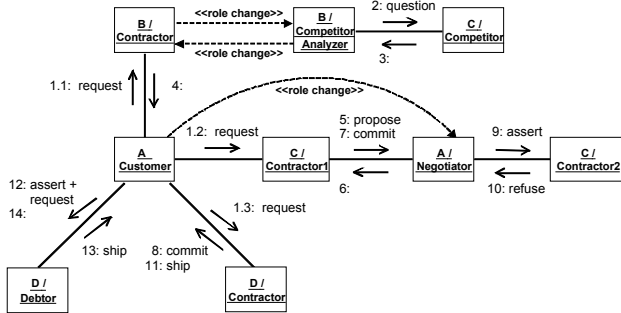 B /
Contractor
<<role change>>
<<role change>>
B /
Competitor
Analyzer
2: question
3:
C /
Competitor
1.1: request
4:
<<role change>>
A
Customer
1.2: request
C /
Contractor1
5: propose
7: commit
6:
A /
Negotiator
9: assert
10: refuse
C /
Contractor2
12: assert +
request
14:
13: ship
1.3: request
8: commit
11: ship
D /
Debtor
D /
Contractor